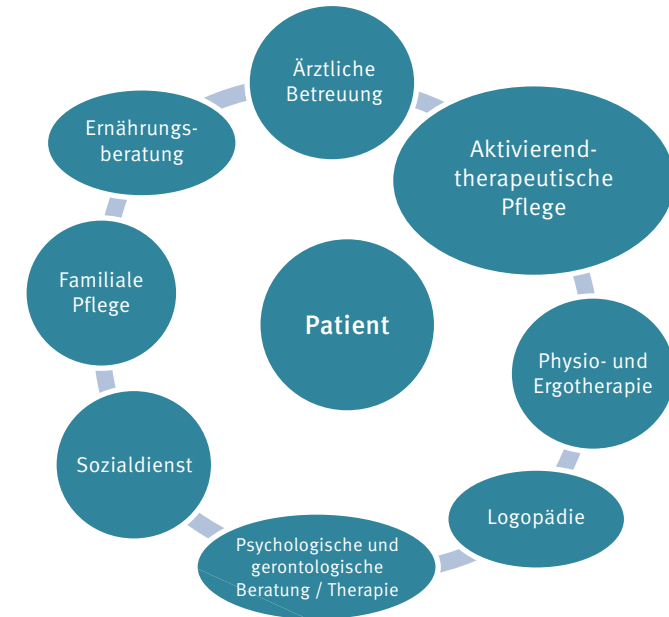 Ärztliche
Betreuung
Aktivierend-
therapeutische
Pflege
Physio- und
Ergotherapie
Logopädie
Psychologische und
gerontologische
Beratung / Therapie
Sozialdienst
Familiale
Pflege
Ernährungs-
beratung
Patient